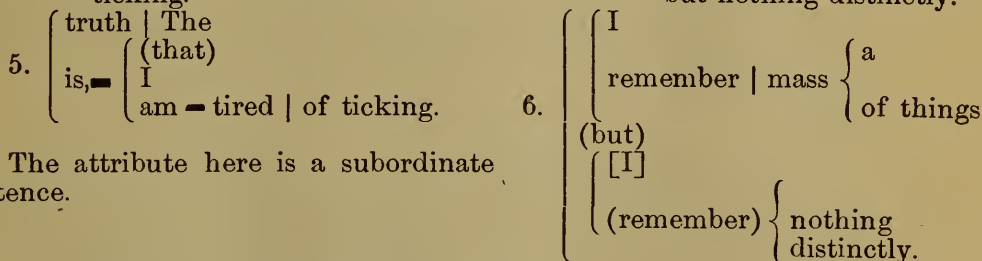 ticking.
5. truth | The
is,- (that)
I
am - tired | of ticking.
The attribute here is a subordinate
tence.
but nothing distinctly.
6. I
remember | mass a
of things
(but)
[I]
(remember) nothing
distinctly.